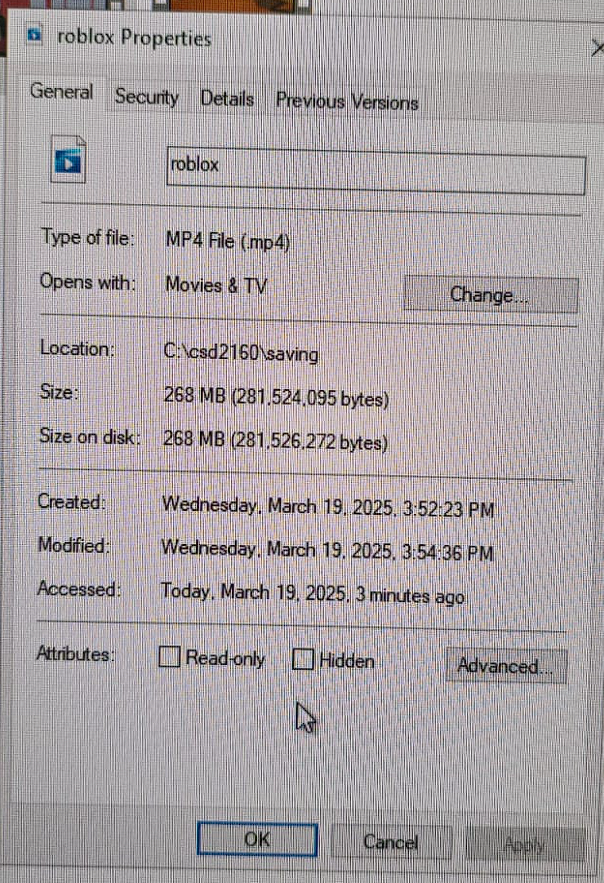 roblox Properties
General Security Details Previous Versions
roblox
Type of file: MP4 File (.mp4)
Opens with: Movies & TV Change...
Location: C:\csd2160\saving
Size: 268 MB (281,524,095 bytes)
Size on disk: 268 MB (281,526,272 bytes)
Created: Wednesday, March 19, 2025, 3:52:23 PM
Modified: Wednesday, March 19, 2025, 3:54:36 PM
Accessed: Today, March 19, 2025, 3 minutes ago
Attributes: Read-only Hidden Advanced...
OK Cancel Apply